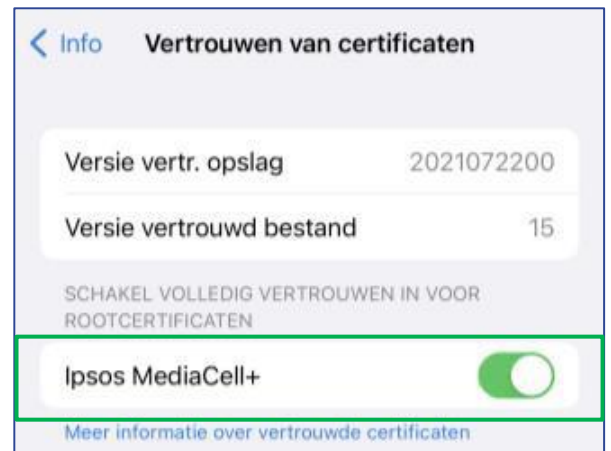 Info Vertrouwen van certificaten
Versie vertr. opslag 2021072200
Versie vertrouwd bestand 15
SCHAKEL VOLLEDIG VERTROUWEN IN VOOR
ROOTCERTIFICATEN
Ipsos MediaCell+
Meer informatie over vertrouwde certificaten